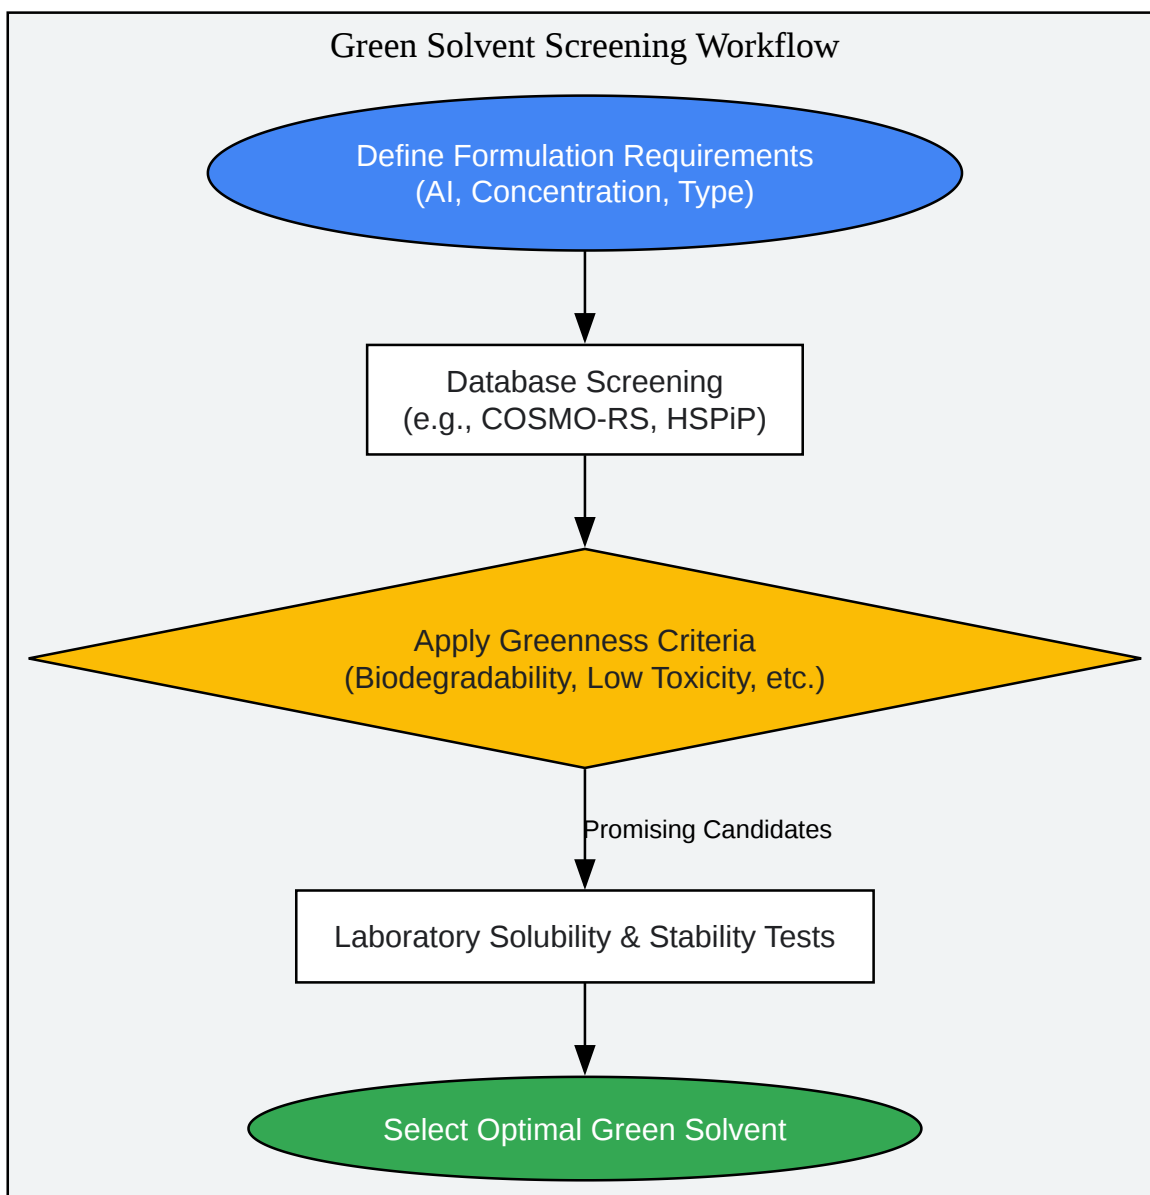 Green Solvent Screening Workflow
Define Formulation Requirements
(AI, Concentration, Type)
Database Screening
(e.g., COSMO-RS, HSPiP)
Apply Greenness Criteria
(Biodegradability, Low Toxicity, etc.)
Promising Candidates
Laboratory Solubility & Stability Tests
Select Optimal Green Solvent